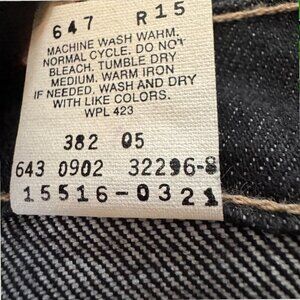 647 R15
MACHINE WASH WARM.
NORMAL CYCLE. DO NOT
BLEACH. TUMBLE DRY
MEDIUM. WARM IRON
IF NEEDED. WASH AND DRY
WITH LIKE COLORS.
WPL 423
382 05
643 0902 32296-8
15516-0321